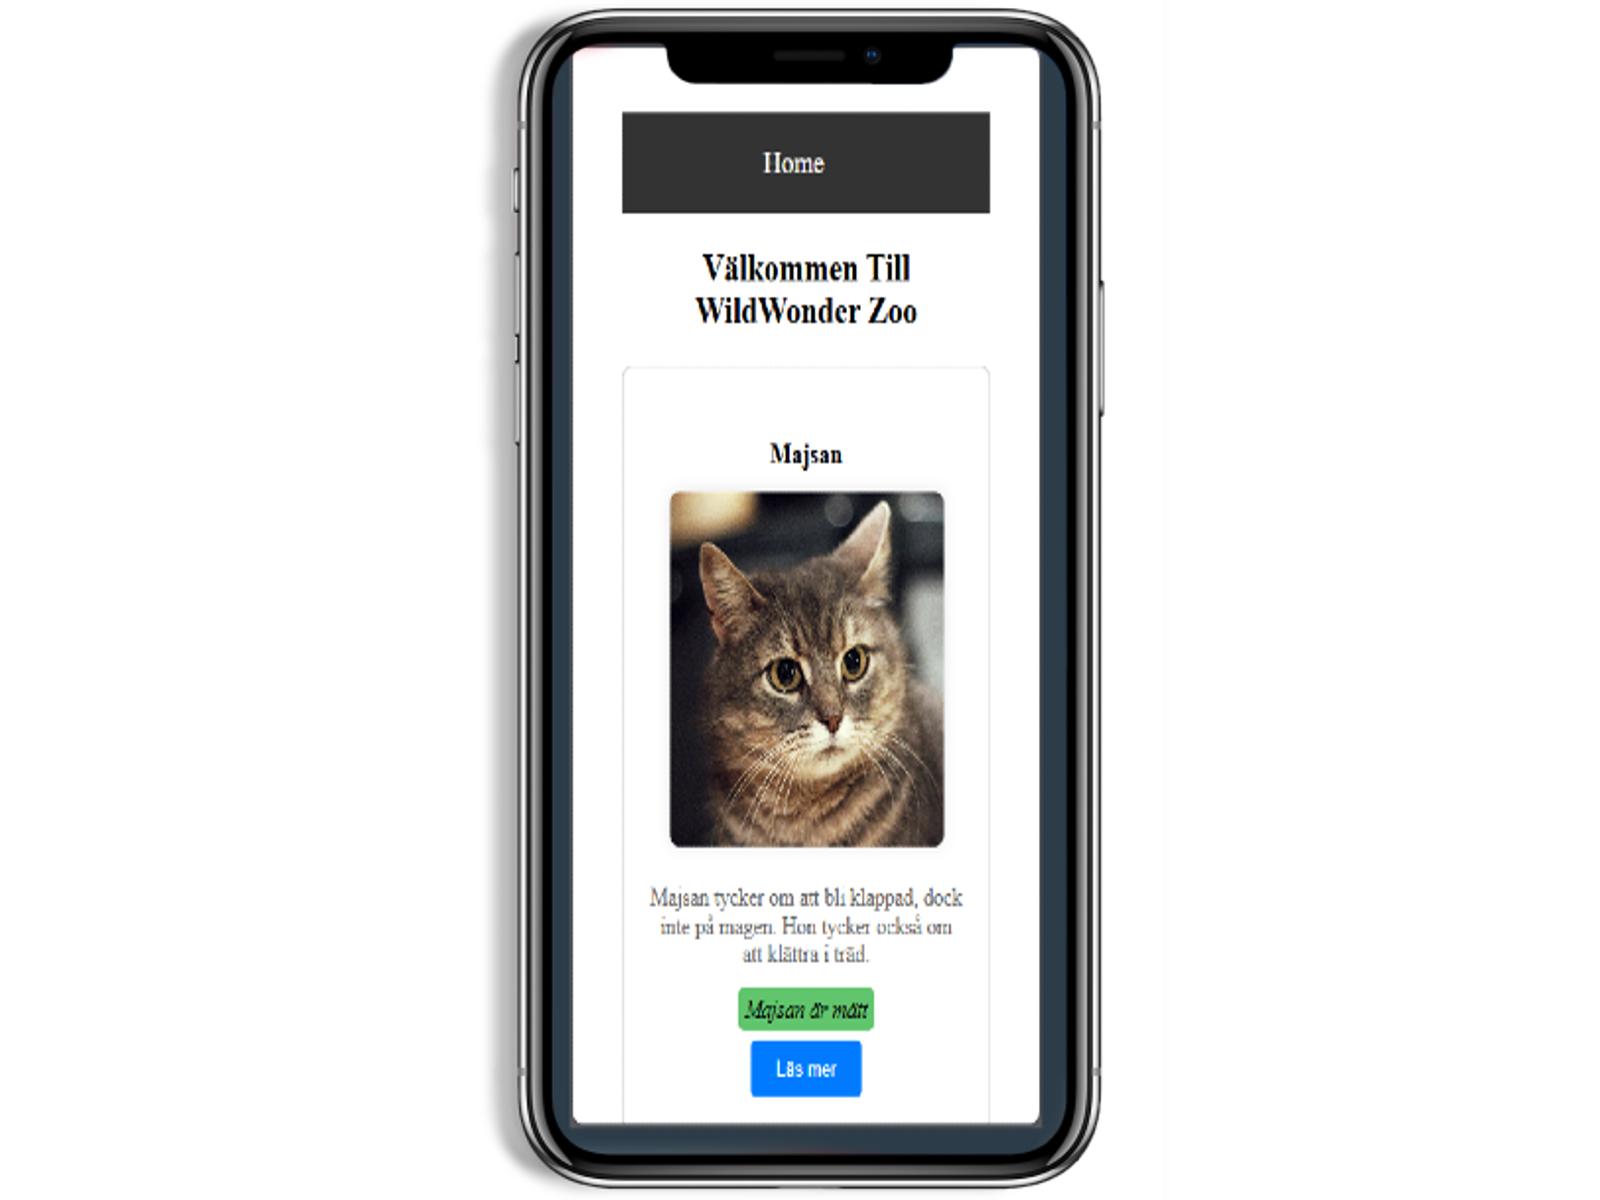 Home
Välkommen Till
WildWonder Zoo
Majsan
Majsan tycker om att bli klappad, dock
inte på magen. Hon tycker också om
att klättra i träd.
Majsan är mätt
Läs mer